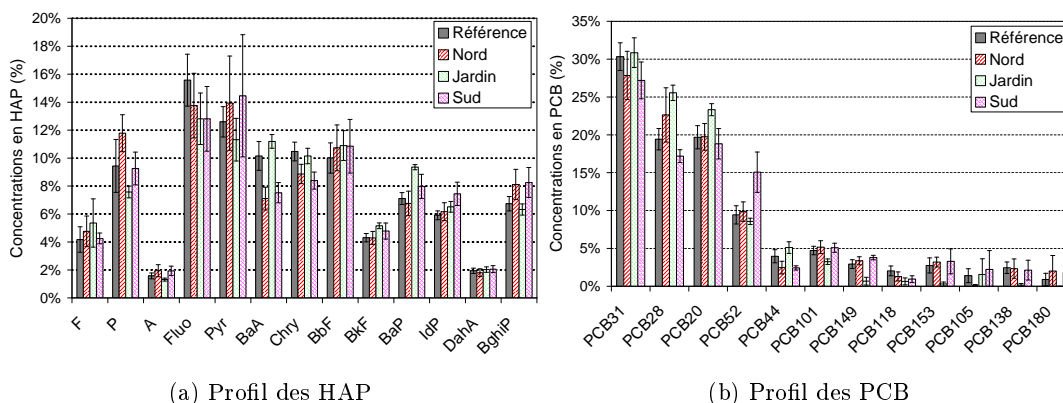 Concentrations en HAP (%)
20%
18%
16%
14%
12%
10%
8%
6%
4%
2%
0%
Référence
Nord
Jardin
Sud
F
P
A
Fluo
Pyr
BaA
Chry
BbF
BkF
BaP
IdP
DahA
BghiP
(a) Profil des HAP
Concentrations en PCB (%)
35%
30%
25%
20%
15%
10%
5%
0%
Référence
Nord
Jardin
Sud
PCB31
PCB28
PCB20
PCB52
PCB44
PCB101
PCB149
PCB118
PCB153
PCB105
PCB138
PCB180
(b) Profil des PCB